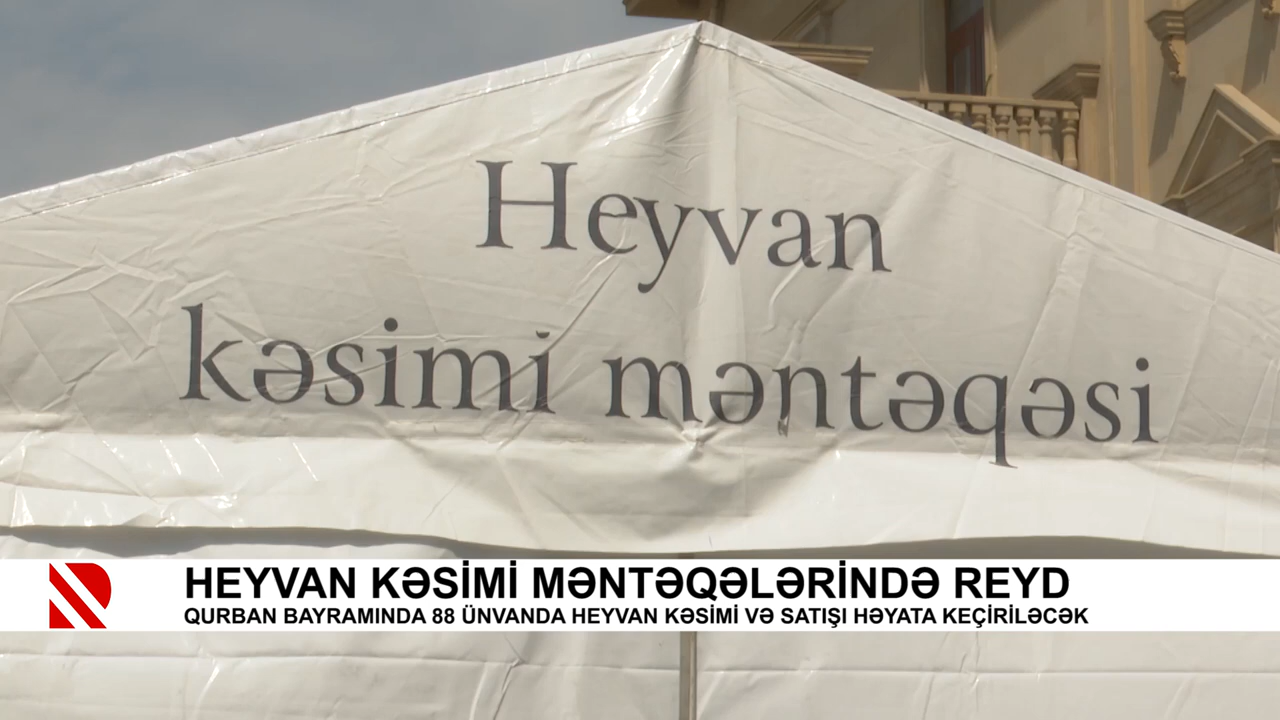 Heyvan
kəsimi məntəqəsi
HEYVAN KƏSİMİ MƏNTƏQƏLƏRİNDƏ REYD
QURBAN BAYRAMINDA 88 ÜNVANDA HEYVAN KƏSİMİ VƏ SATIŞI HƏYATA KEÇİRİLƏCƏK